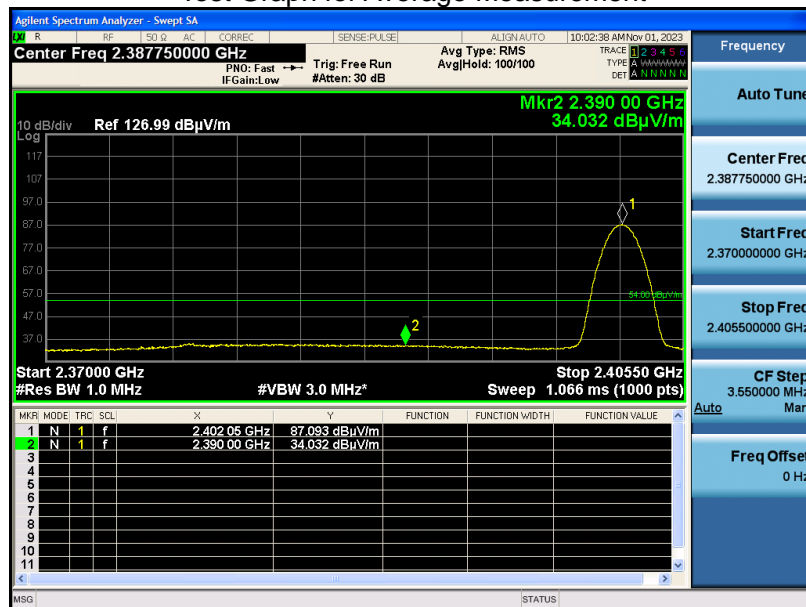 Test Graph for Average Measurement
Agilent Spectrum Analyzer - Swept SA
LXI R RF 50 Ω AC CORREC SENSE:PULSE ALIGN AUTO 10:02:38 AM Nov 01, 2023
Center Freq 2.387750000 GHz
PNO: Fast
IFGain:Low
Trig: Free Run
#Atten: 30 dB
Avg Type: RMS
Avg|Hold: 100/100
TRACE 1 2 3 4 5 6
TYPE A WWWWW
DET A N N N N N
Mkr2 2.390 00 GHz
34.032 dBµV/m
10 dB/div
Log
Ref 126.99 dBµV/m
117
107
97.0
87.0
77.0
67.0
57.0
47.0
37.0
1
54.00 dBµV/m
2
Start 2.37000 GHz
Stop 2.40550 GHz
#Res BW 1.0 MHz
#VBW 3.0 MHz*
Sweep 1.066 ms (1000 pts)
MKR MODE TRC SCL X Y FUNCTION FUNCTION WIDTH FUNCTION VALUE
1 N 1 f 2.402 05 GHz 87.093 dBµV/m
2 N 1 f 2.390 00 GHz 34.032 dBµV/m
3
4
5
6
7
8
9
10
11
MSG
STATUS
Frequency
Auto Tune
Center Freq
2.387750000 GHz
Start Freq
2.370000000 GHz
Stop Freq
2.405500000 GHz
CF Step
3.550000 MHz
Auto Man
Freq Offset
0 Hz